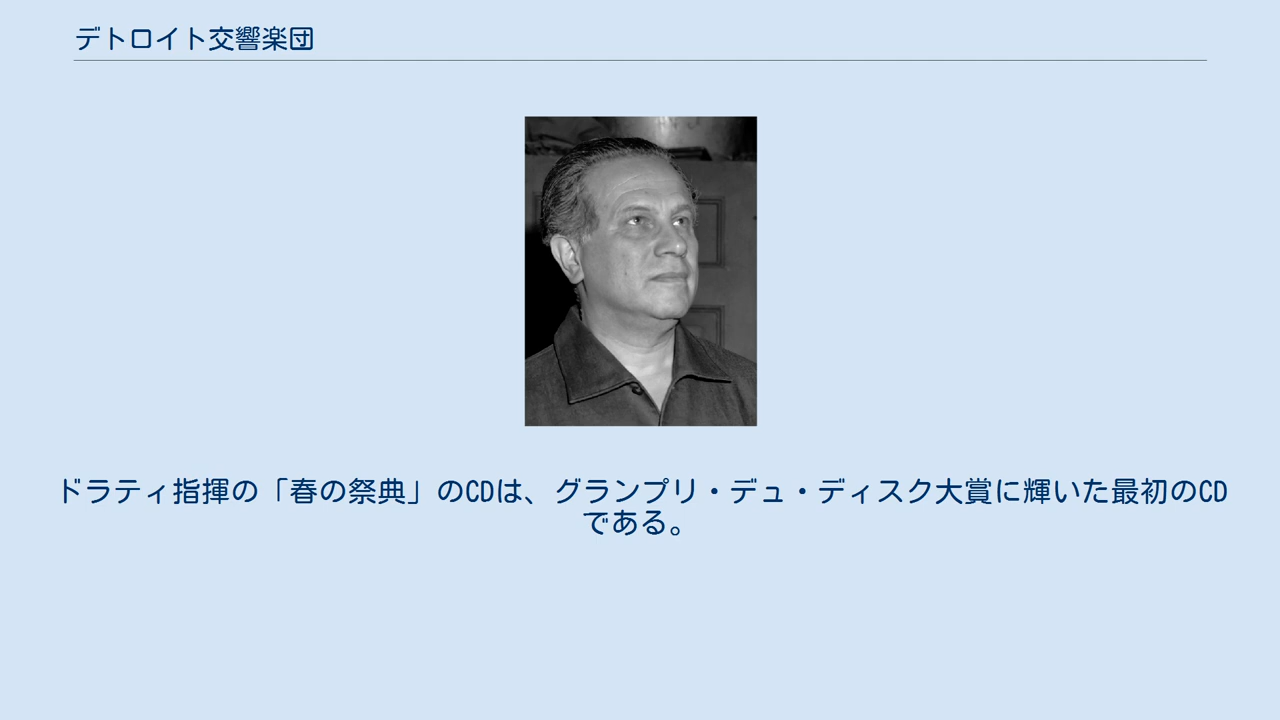 デトロイト交響楽団
ドラティ指揮の「春の祭典」のCDは、グランプリ・デュ・ディスク大賞に輝いた最初のCD
である。